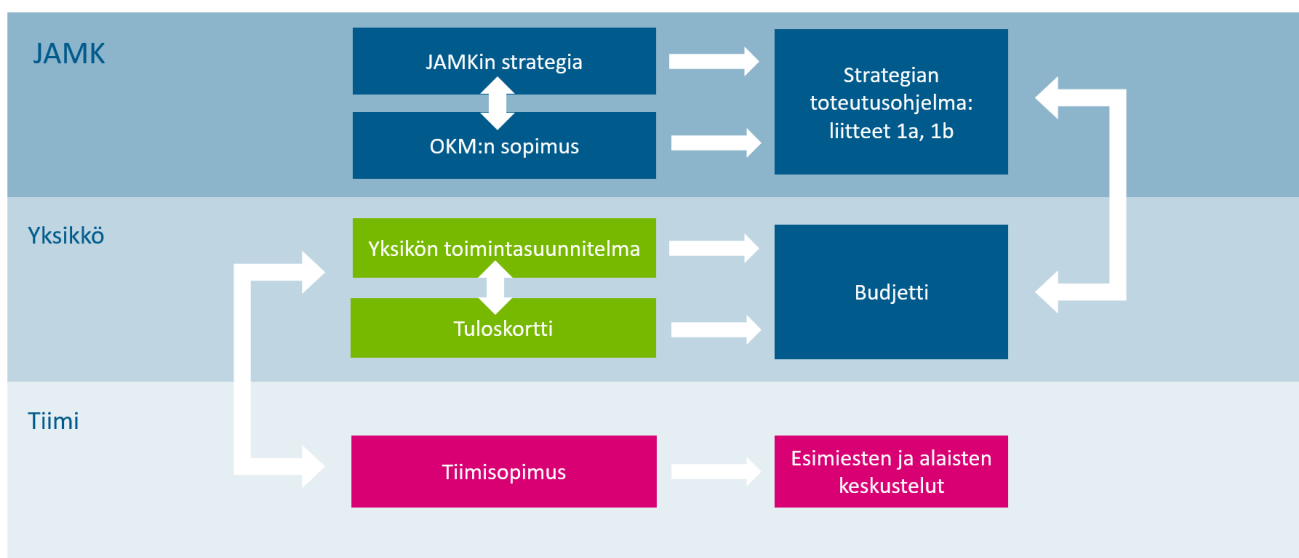 JAMK
JAMKin strategia
OKM:n sopimus
Strategian
toteutusohjelma:
liitteet 1a, 1b
Yksikkö
Yksikön toimintasuunnitelma
Tuloskortti
Budjetti
Tiimi
Tiimisopimus
Esimiesten ja alaisten
keskustelut